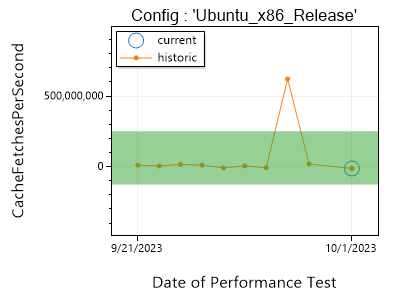 Config : 'Ubuntu_x86_Release'
current
historic
CacheFetchesPerSecond
500,000,000
0
9/21/2023
10/1/2023
Date of Performance Test